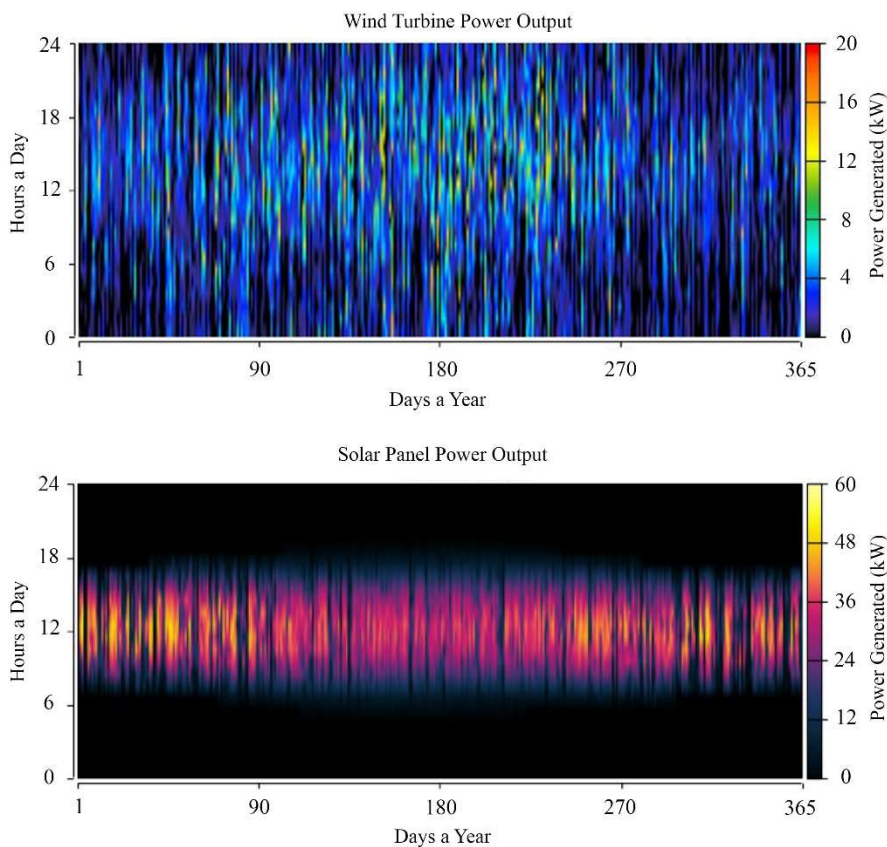 Wind Turbine Power Output
24
18
12
6
0
Hours a Day
1 90 180 270 365
Days a Year
20
16
12
8
4
0
Power Generated (kW)
Solar Panel Power Output
24
18
12
6
0
Hours a Day
1 90 180 270 365
Days a Year
60
48
36
24
12
0
Power Generated (kW)